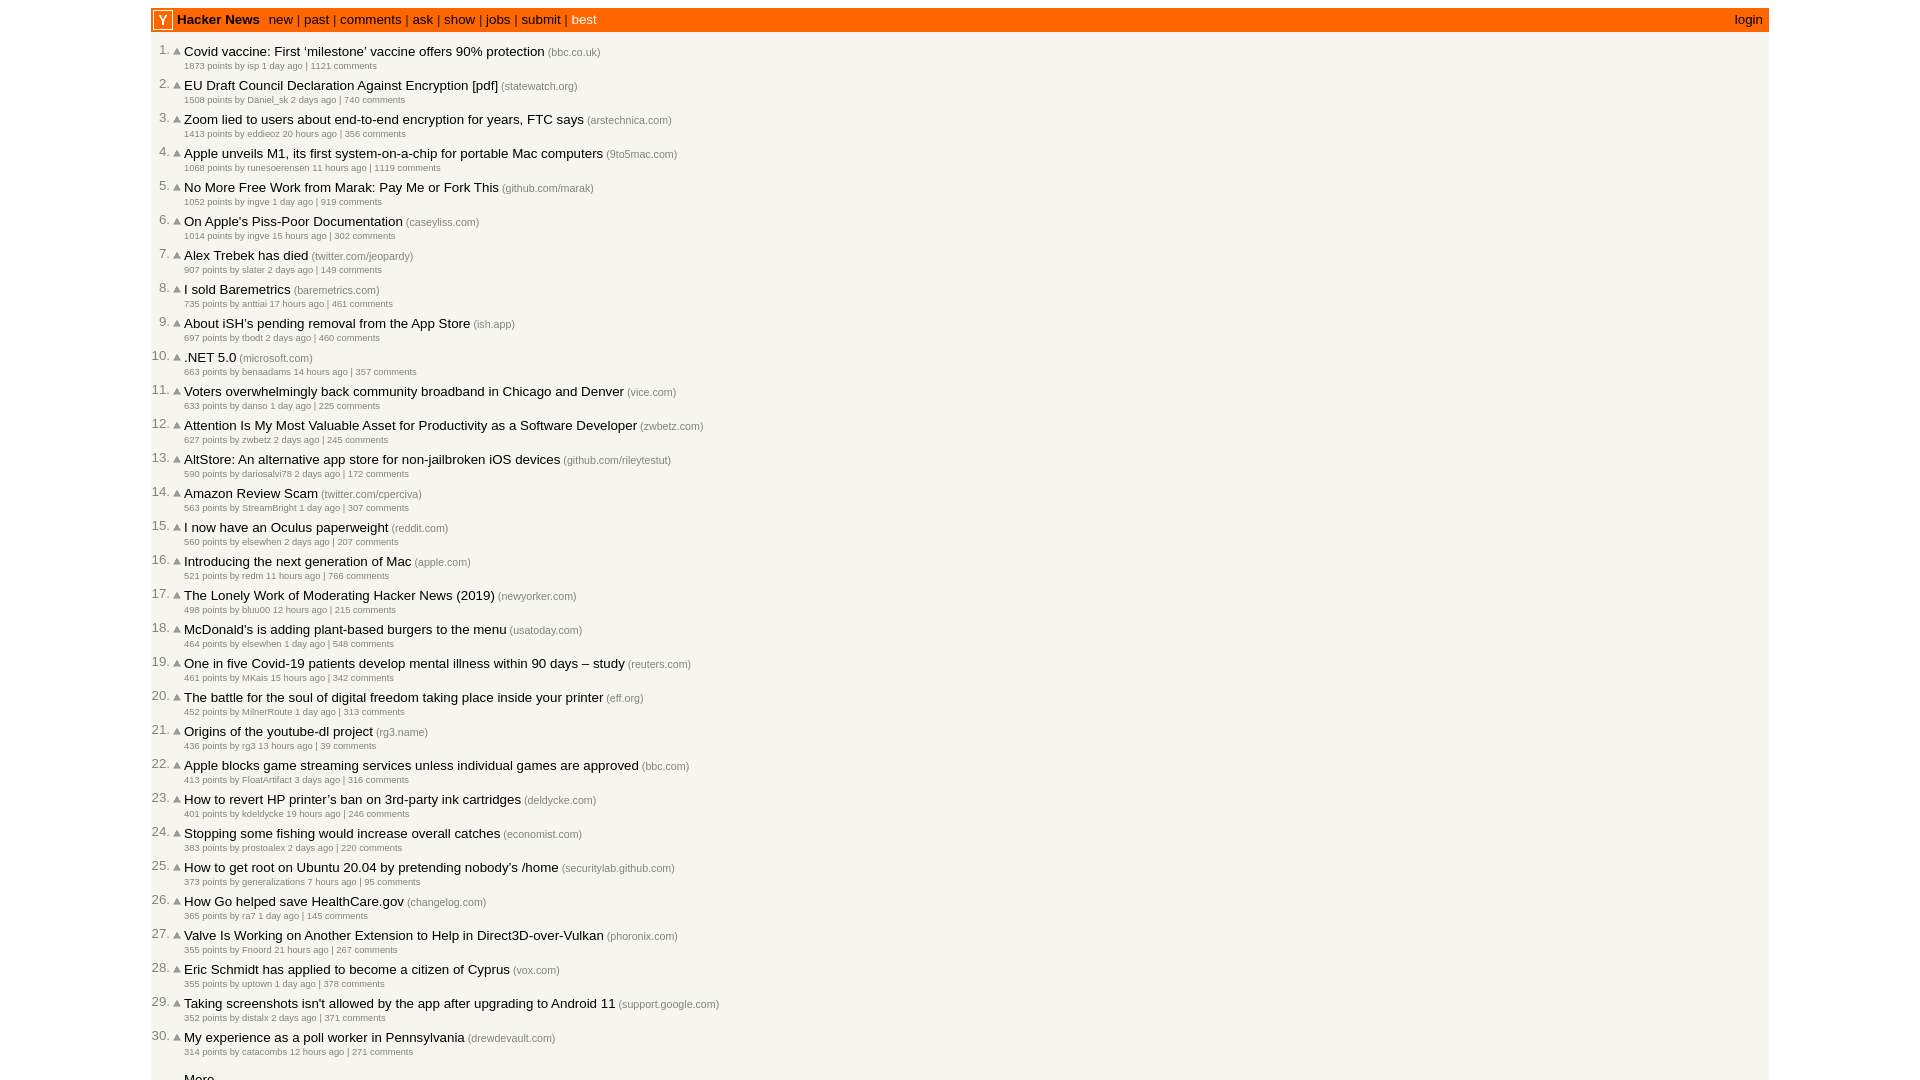 Y Hacker News new | past | comments | ask | show | jobs | submit | best login
1. Covid vaccine: First ‘milestone’ vaccine offers 90% protection (bbc.co.uk)
1873 points by isp 1 day ago | 1121 comments
2. EU Draft Council Declaration Against Encryption [pdf] (statewatch.org)
1508 points by Daniel_sk 2 days ago | 740 comments
3. Zoom lied to users about end-to-end encryption for years, FTC says (arstechnica.com)
1413 points by eddieoz 20 hours ago | 356 comments
4. Apple unveils M1, its first system-on-a-chip for portable Mac computers (9to5mac.com)
1068 points by runesoerensen 11 hours ago | 1119 comments
5. No More Free Work from Marak: Pay Me or Fork This (github.com/marak)
1052 points by ingve 1 day ago | 919 comments
6. On Apple's Piss-Poor Documentation (caseyliss.com)
1014 points by ingve 15 hours ago | 302 comments
7. Alex Trebek has died (twitter.com/jeopardy)
907 points by slater 2 days ago | 149 comments
8. I sold Baremetrics (baremetrics.com)
735 points by anttiai 17 hours ago | 461 comments
9. About iSH’s pending removal from the App Store (ish.app)
697 points by tbodt 2 days ago | 460 comments
10. .NET 5.0 (microsoft.com)
663 points by benaadams 14 hours ago | 357 comments
11. Voters overwhelmingly back community broadband in Chicago and Denver (vice.com)
633 points by danso 1 day ago | 225 comments
12. Attention Is My Most Valuable Asset for Productivity as a Software Developer (zwbetz.com)
627 points by zwbetz 2 days ago | 245 comments
13. AltStore: An alternative app store for non-jailbroken iOS devices (github.com/rileytestut)
590 points by dariosalvi78 2 days ago | 172 comments
14. Amazon Review Scam (twitter.com/cperciva)
563 points by StreamBright 1 day ago | 307 comments
15. I now have an Oculus paperweight (reddit.com)
560 points by elsewhen 2 days ago | 207 comments
16. Introducing the next generation of Mac (apple.com)
521 points by redm 11 hours ago | 766 comments
17. The Lonely Work of Moderating Hacker News (2019) (newyorker.com)
498 points by bluu00 12 hours ago | 215 comments
18. McDonald's is adding plant-based burgers to the menu (usatoday.com)
464 points by elsewhen 1 day ago | 548 comments
19. One in five Covid-19 patients develop mental illness within 90 days – study (reuters.com)
461 points by MKais 15 hours ago | 342 comments
20. The battle for the soul of digital freedom taking place inside your printer (eff.org)
452 points by MilnerRoute 1 day ago | 313 comments
21. Origins of the youtube-dl project (rg3.name)
436 points by rg3 13 hours ago | 39 comments
22. Apple blocks game streaming services unless individual games are approved (bbc.com)
413 points by FloatArtifact 3 days ago | 316 comments
23. How to revert HP printer’s ban on 3rd-party ink cartridges (deldycke.com)
401 points by kdeldycke 19 hours ago | 246 comments
24. Stopping some fishing would increase overall catches (economist.com)
383 points by prostoalex 2 days ago | 220 comments
25. How to get root on Ubuntu 20.04 by pretending nobody’s /home (securitylab.github.com)
373 points by generalizations 7 hours ago | 95 comments
26. How Go helped save HealthCare.gov (changelog.com)
365 points by ra7 1 day ago | 145 comments
27. Valve Is Working on Another Extension to Help in Direct3D-over-Vulkan (phoronix.com)
355 points by Fnoord 21 hours ago | 267 comments
28. Eric Schmidt has applied to become a citizen of Cyprus (vox.com)
355 points by uptown 1 day ago | 378 comments
29. Taking screenshots isn't allowed by the app after upgrading to Android 11 (support.google.com)
352 points by distalx 2 days ago | 371 comments
30. My experience as a poll worker in Pennsylvania (drewdevault.com)
314 points by catacombs 12 hours ago | 271 comments
More